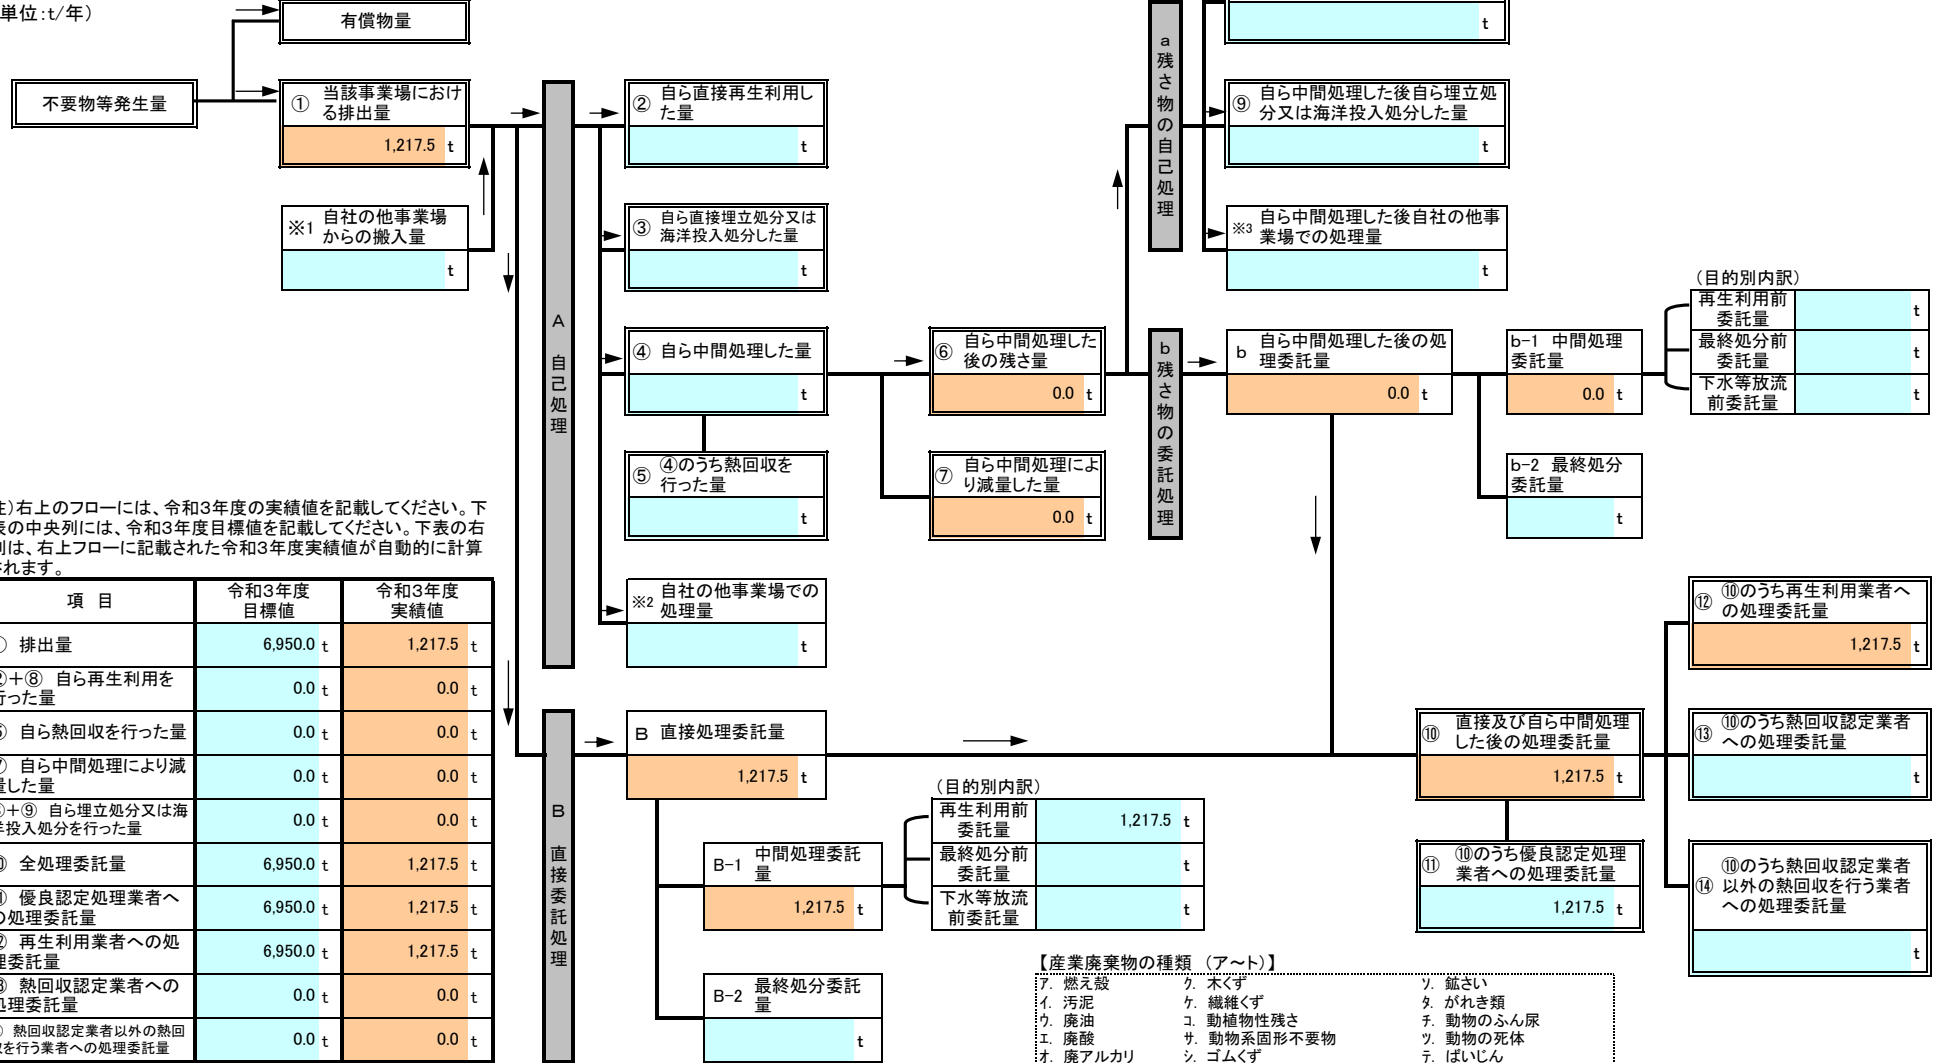 単位:t/年）
有償物量
不要物等発生量
① 当該事業場におけ
る排出量
1,217.5 t
※1 自社の他事業場
からの搬入量
t
A 自己処理
② 自ら直接再生利用し
た量
t
③ 自ら直接埋立処分又は
海洋投入処分した量
t
④ 自ら中間処理した量
t
⑤ ④のうち熱回収を
行った量
t
※2 自社の他事業場での
処理量
t
⑥ 自ら中間処理した
後の残さ量
0.0 t
⑦ 自ら中間処理によ
り減量した量
0.0 t
a 残さ物の自己処理
t
⑨ 自ら中間処理した後自ら埋立処
分又は海洋投入処分した量
t
※3 自ら中間処理した後自社の他事
業場での処理量
t
b 残さ物の委託処理
b 自ら中間処理した後の処
理委託量
0.0 t
b-1 中間処理
委託量
0.0 t
b-2 最終処分
委託量
t
（目的別内訳）
再生利用前
委託量 t
最終処分前
委託量 t
下水等放流
前委託量 t
)右上のフローには、令和3年度の実績値を記載してください。下
の中央列には、令和3年度目標値を記載してください。下表の右
は、右上フローに記載された令和3年度実績値が自動的に計算
れます。
項 目 令和3年度
目標値 令和3年度
実績値
排出量 6,950.0 t 1,217.5 t
+⑧ 自ら再生利用を
行った量 0.0 t 0.0 t
自ら熱回収を行った量 0.0 t 0.0 t
自ら中間処理により減
量した量 0.0 t 0.0 t
+⑨ 自ら埋立処分又は海
洋投入処分を行った量 0.0 t 0.0 t
全処理委託量 6,950.0 t 1,217.5 t
優良認定処理業者へ
の処理委託量 6,950.0 t 1,217.5 t
再生利用業者への処
理委託量 6,950.0 t 1,217.5 t
熱回収認定業者への
処理委託量 0.0 t 0.0 t
熱回収認定業者以外の熱回
収を行う業者への処理委託量 0.0 t 0.0 t
B 直接委託処理
B 直接処理委託量
1,217.5 t
B-1 中間処理委託
量
1,217.5 t
B-2 最終処分委託
量
t
（目的別内訳）
再生利用前
委託量 1,217.5 t
最終処分前
委託量 t
下水等放流
前委託量 t
⑩ 直接及び自ら中間処理
した後の処理委託量
1,217.5 t
⑪ ⑩のうち優良認定処理
業者への処理委託量
1,217.5 t
⑫ ⑩のうち再生利用業者へ
の処理委託量
1,217.5 t
⑬ ⑩のうち熱回収認定業者
への処理委託量
t
⑭ ⑩のうち熱回収認定業者
以外の熱回収を行う業者
への処理委託量
t
【産業廃棄物の種類 （ア～ト）】
ア. 燃え殻 ク. 木くず ソ. 鉱さい
イ. 汚泥 ケ. 繊維くず タ. がれき類
ウ. 廃油 コ. 動植物性残さ チ. 動物のふん尿
エ. 廃酸 サ. 動物系固形不要物 ツ. 動物の死体
オ. 廃アルカリ シ. ゴムくず テ. ばいじん